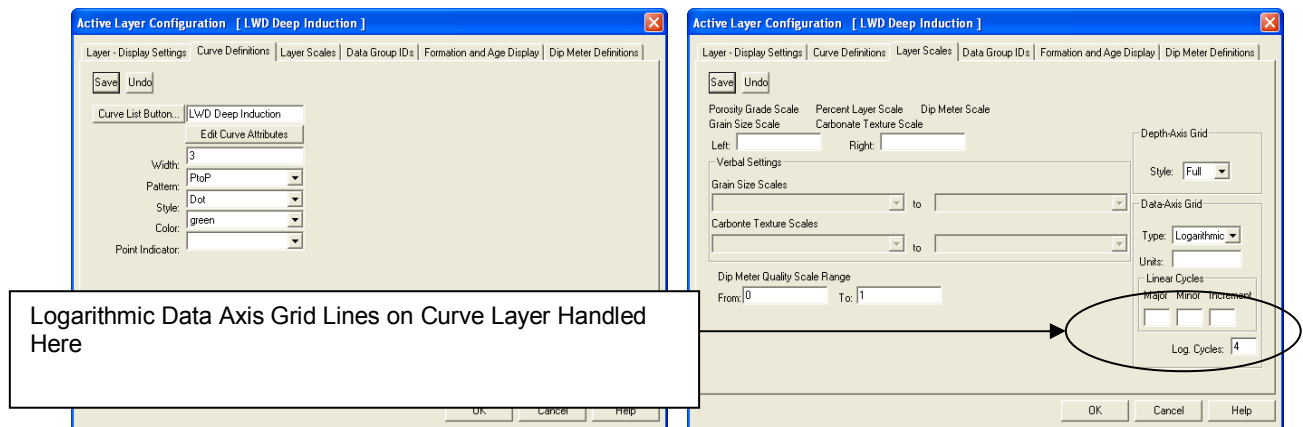 Active Layer Configuration [ LWD Deep Induction ]
Layer - Display Settings Curve Definitions Layer Scales Data Group IDs Formation and Age Display Dip Meter Definitions
Save Undo
Curve List Button... LWD Deep Induction
Edit Curve Attributes
Width: 3
Pattern: PtoP
Style: Dot
Color: green
Point Indicator:
Logarithmic Data Axis Grid Lines on Curve Layer Handled
Here
OK Cancel Help
Active Layer Configuration [ LWD Deep Induction ]
Layer - Display Settings Curve Definitions Layer Scales Data Group IDs Formation and Age Display Dip Meter Definitions
Save Undo
Porosity Grade Scale Percent Layer Scale Dip Meter Scale
Grain Size Scale Carbonate Texture Scale
Left: Right:
Verbal Settings
Grain Size Scales
to
Carbonte Texture Scales
to
Dip Meter Quality Scale Range
From: 0 To: 1
Depth-Axis Grid
Style: Full
Data-Axis Grid
Type: Logarithmic
Units:
Linear Cycles
Major Minor Increment
Log. Cycles: 4
OK Cancel Help